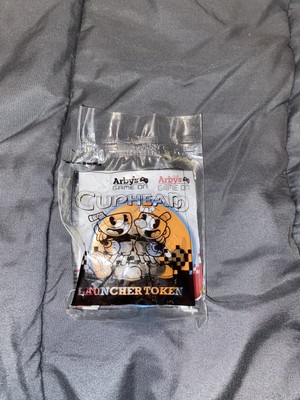 Arby's Arby's
GAME ON GAME ON
CUPHEAD
LAUNCHER TOKEN